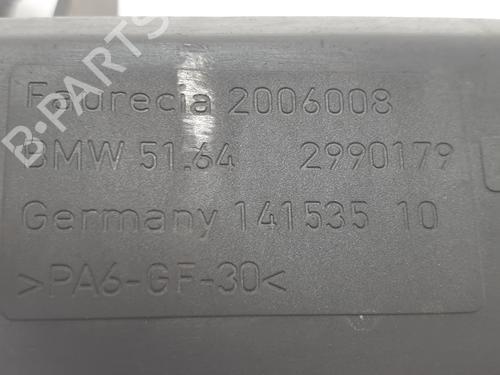 B-PARTS
Faurecia 2006008
BMW 51.64 2990179
Germany 141535 10
>PA6-GF-30<